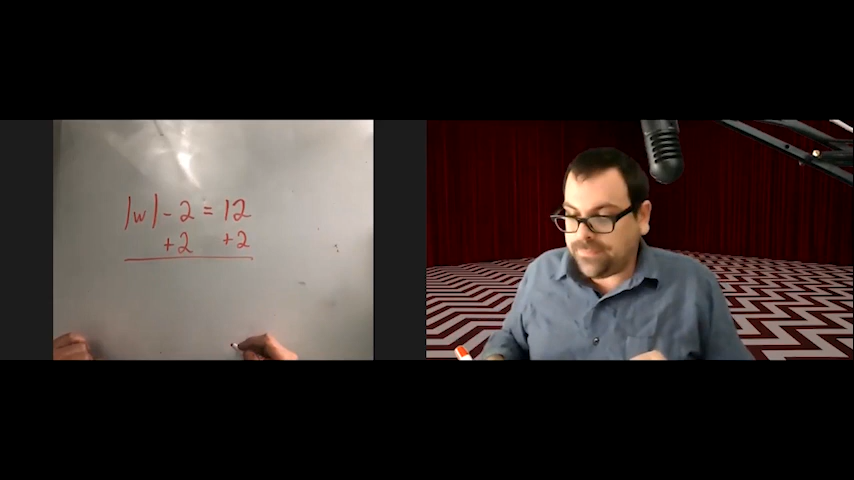 |w| - 2 = 12
+2 +2